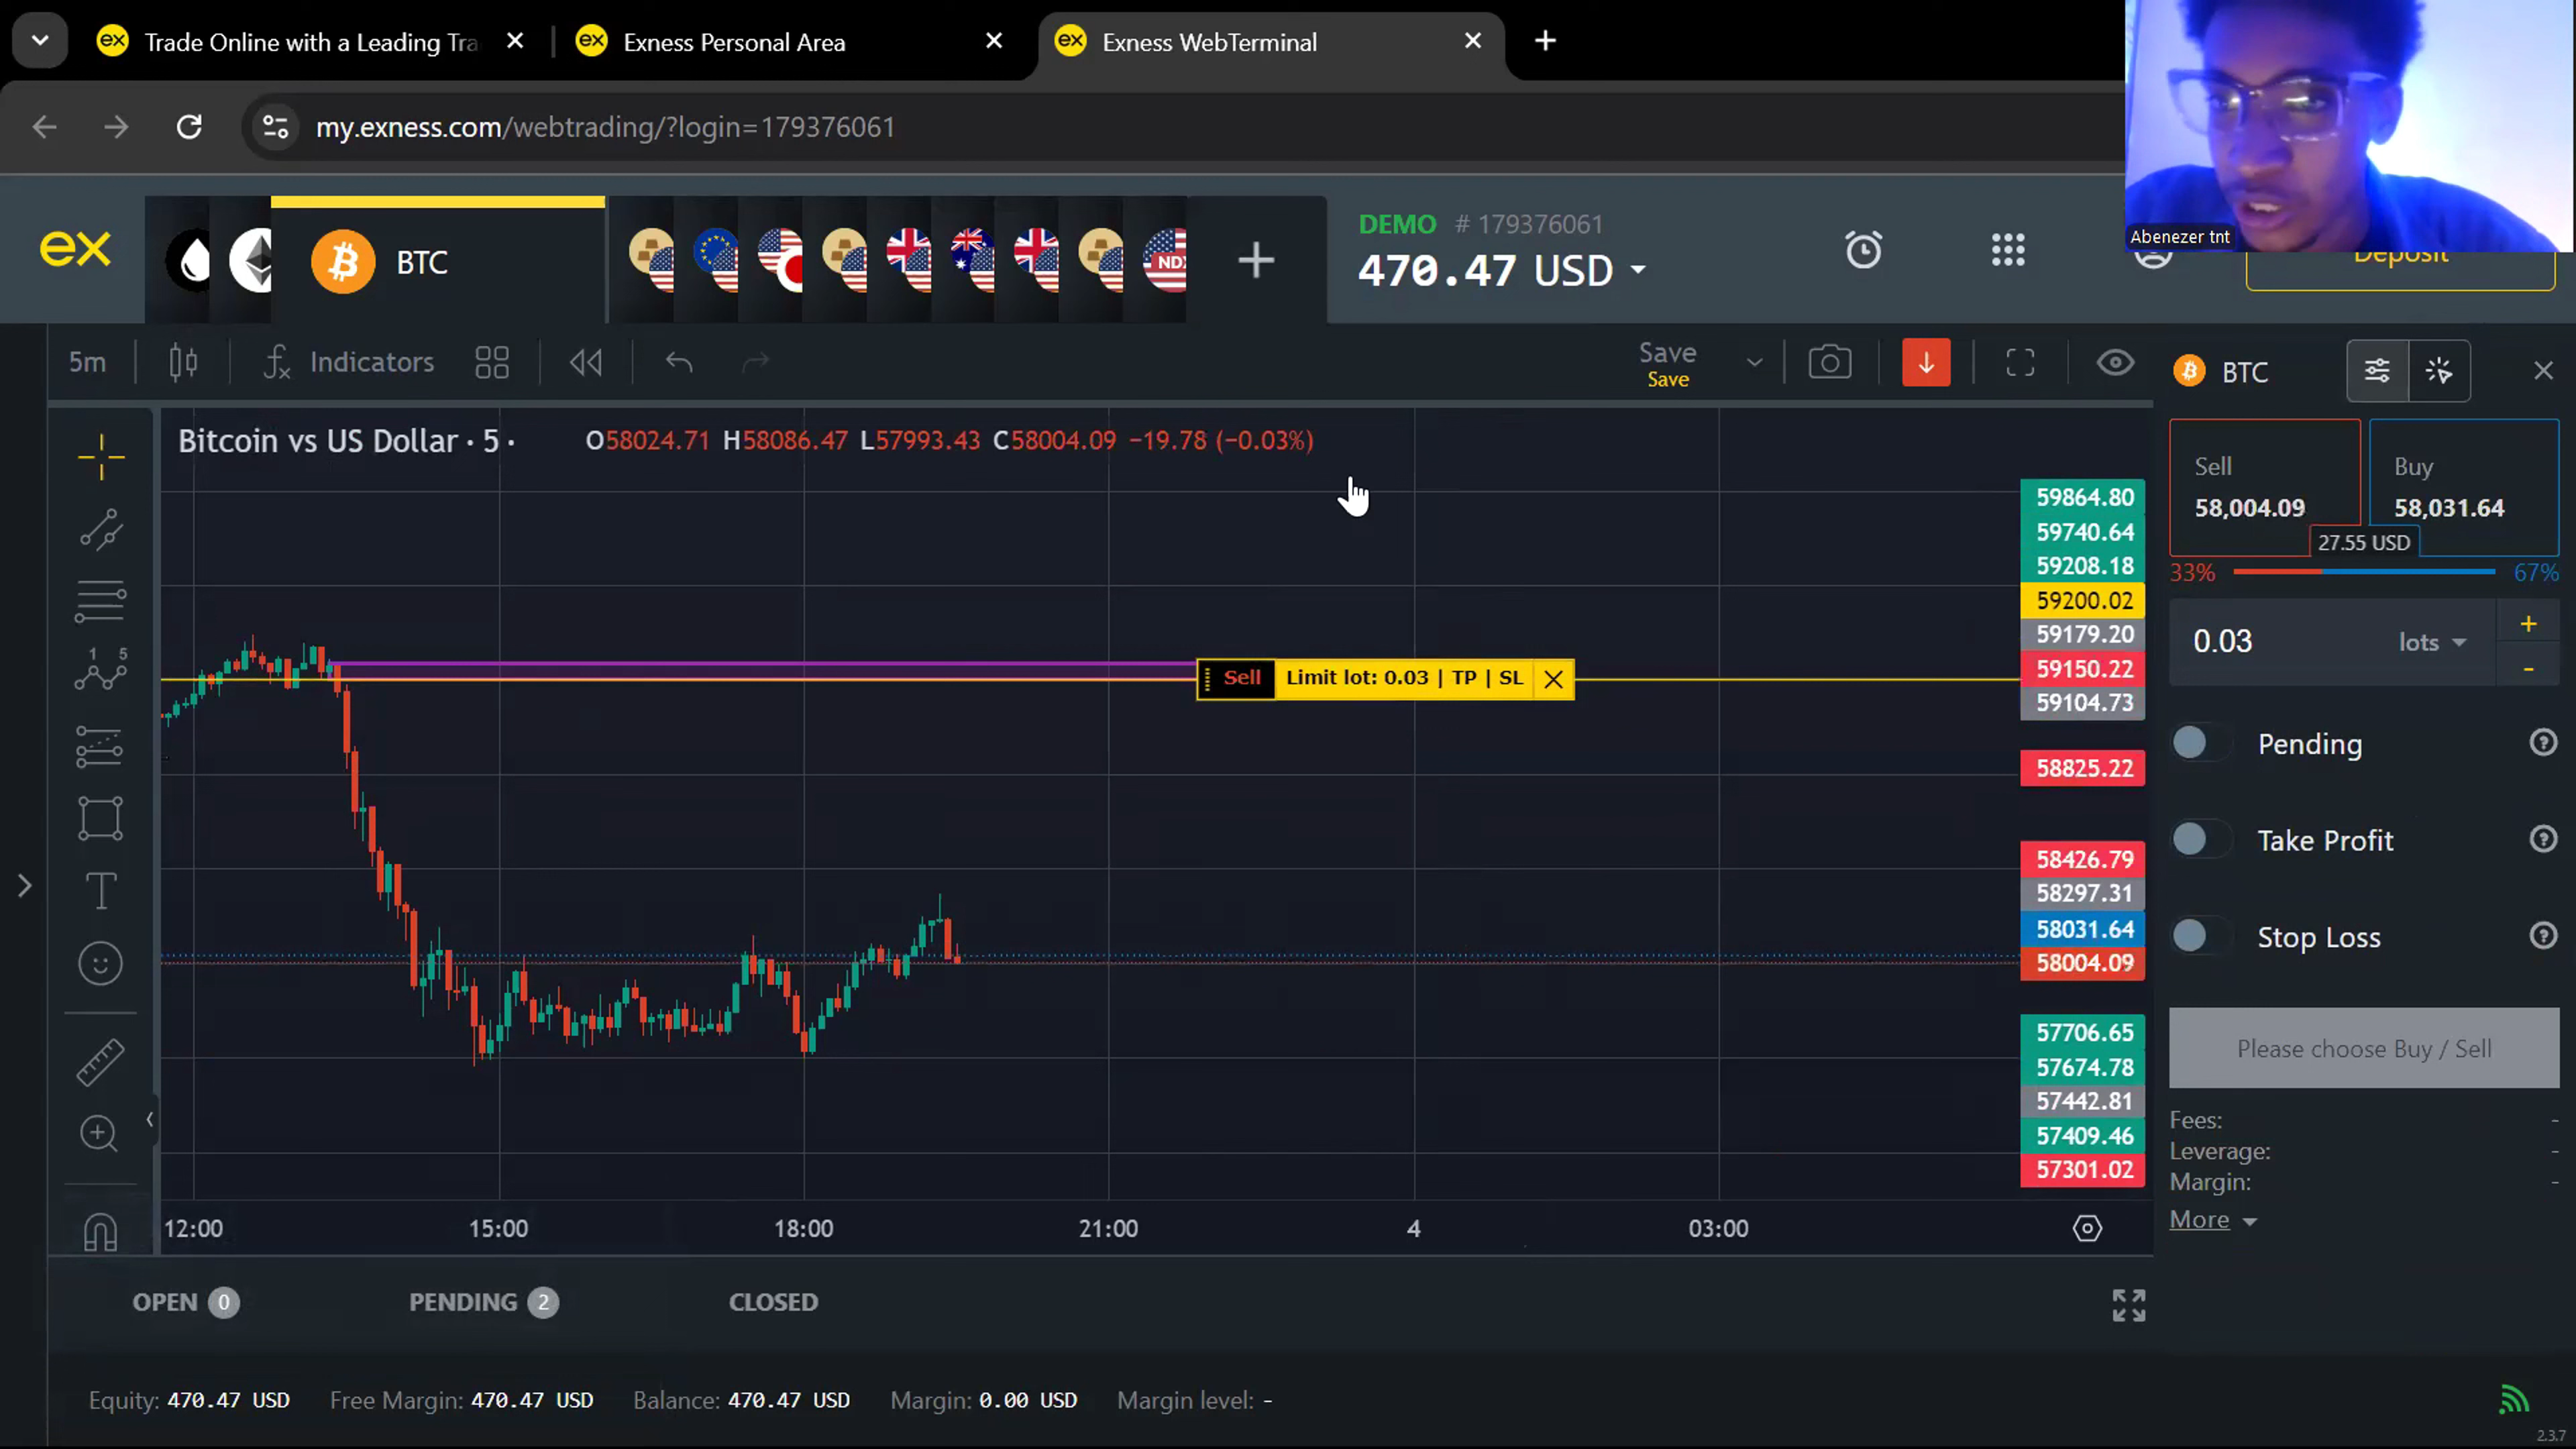 Trade Online with a Leading Tra
Exness Personal Area
Exness WebTerminal
my.exness.com/webtrading/?login=179376061
Abenezer tnt
ex
BTC
NDX
DEMO # 179376061
470.47 USD
Deposit
5m
Indicators
Save
Save
BTC
Bitcoin vs US Dollar · 5 ·
O58024.71 H58086.47 L57993.43 C58004.09 −19.78 (−0.03%)
Sell
58,004.09
Buy
58,031.64
27.55 USD
33%
67%
0.03
lots
Pending
Take Profit
Stop Loss
Please choose Buy / Sell
Fees: -
Leverage: -
Margin: -
More
Sell Limit lot: 0.03 | TP | SL
59864.80
59740.64
59208.18
59200.02
59179.20
59150.22
59104.73
58825.22
58426.79
58297.31
58031.64
58004.09
57706.65
57674.78
57442.81
57409.46
57301.02
12:00
15:00
18:00
21:00
4
03:00
OPEN 0
PENDING 2
CLOSED
Equity: 470.47 USD
Free Margin: 470.47 USD
Balance: 470.47 USD
Margin: 0.00 USD
Margin level: -
2.3.7